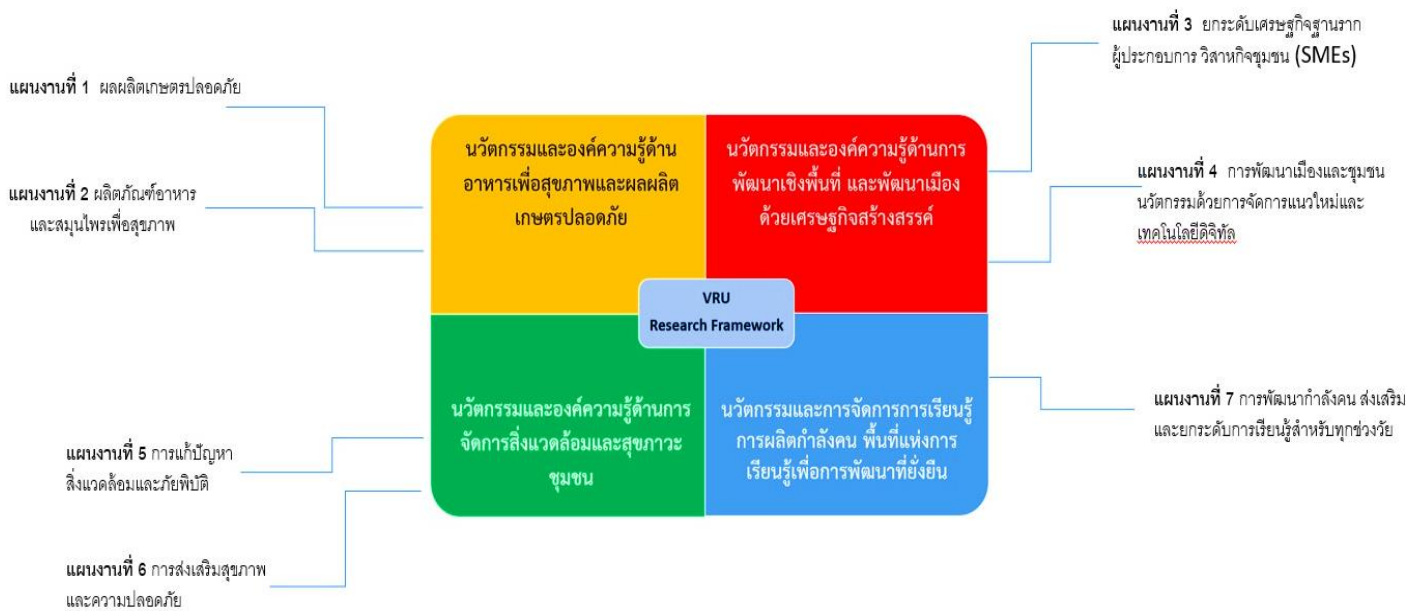 แผนงานที่ 1 ผลผลิตเกษตรปลอดภัย
แผนงานที่ 2 ผลิตภัณฑ์อาหาร
และสมุนไพรเพื่อสุขภาพ
นวัตกรรมและองค์ความรู้ด้าน
อาหารเพื่อสุขภาพและผลผลิต
เกษตรปลอดภัย
นวัตกรรมและองค์ความรู้ด้านการ
พัฒนาเชิงพื้นที่ และพัฒนาเมือง
ด้วยเศรษฐกิจสร้างสรรค์
แผนงานที่ 3 ยกระดับเศรษฐกิจฐานราก
ผู้ประกอบการ วิสาหกิจชุมชน (SMEs)
แผนงานที่ 4 การพัฒนาเมืองและชุมชน
นวัตกรรมด้วยการจัดการแนวใหม่และ
เทคโนโลยีดิจิทัล
VRU
Research Framework
นวัตกรรมและองค์ความรู้ด้านการ
จัดการสิ่งแวดล้อมและสุขภาวะ
ชุมชน
นวัตกรรมและการจัดการการเรียนรู้
การผลิตกำลังคน พื้นที่แห่งการ
เรียนรู้เพื่อการพัฒนาที่ยั่งยืน
แผนงานที่ 5 การแก้ปัญหา
สิ่งแวดล้อมและภัยพิบัติ
แผนงานที่ 6 การส่งเสริมสุขภาพ
และความปลอดภัย
แผนงานที่ 7 การพัฒนากำลังคน ส่งเสริม
และยกระดับการเรียนรู้สำหรับทุกช่วงวัย